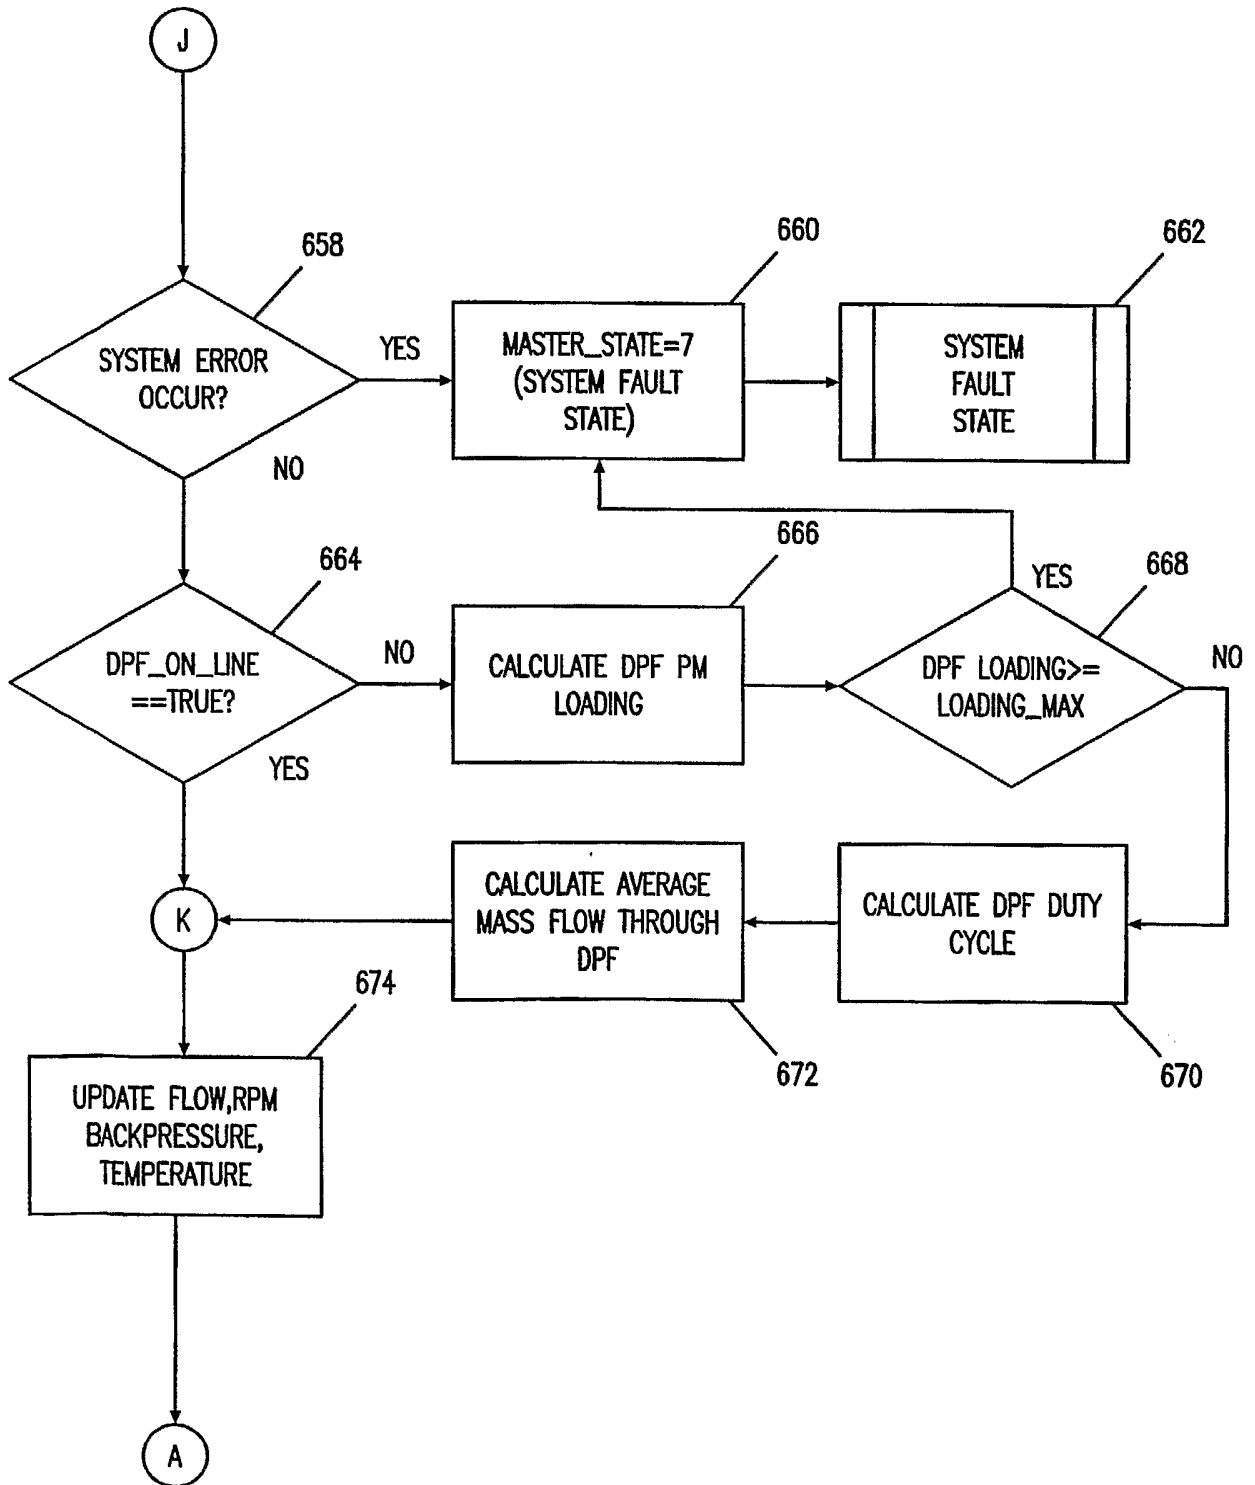 J
658
SYSTEM ERROR
OCCUR?
YES
NO
660
MASTER_STATE=7
(SYSTEM FAULT
STATE)
662
SYSTEM
FAULT
STATE
664
DPF_ON_LINE
==TRUE?
NO
YES
666
CALCULATE DPF PM
LOADING
668
YES
DPF LOADING>=
LOADING_MAX
NO
K
CALCULATE AVERAGE
MASS FLOW THROUGH
DPF
672
CALCULATE DPF DUTY
CYCLE
670
674
UPDATE FLOW,RPM
BACKPRESSURE,
TEMPERATURE
A